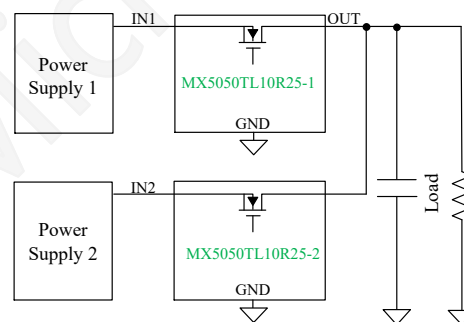 IN1
OUT
Power
Supply 1
MX5050TL10R25-1
GND
IN2
Power
Supply 2
MX5050TL10R25-2
GND
Load